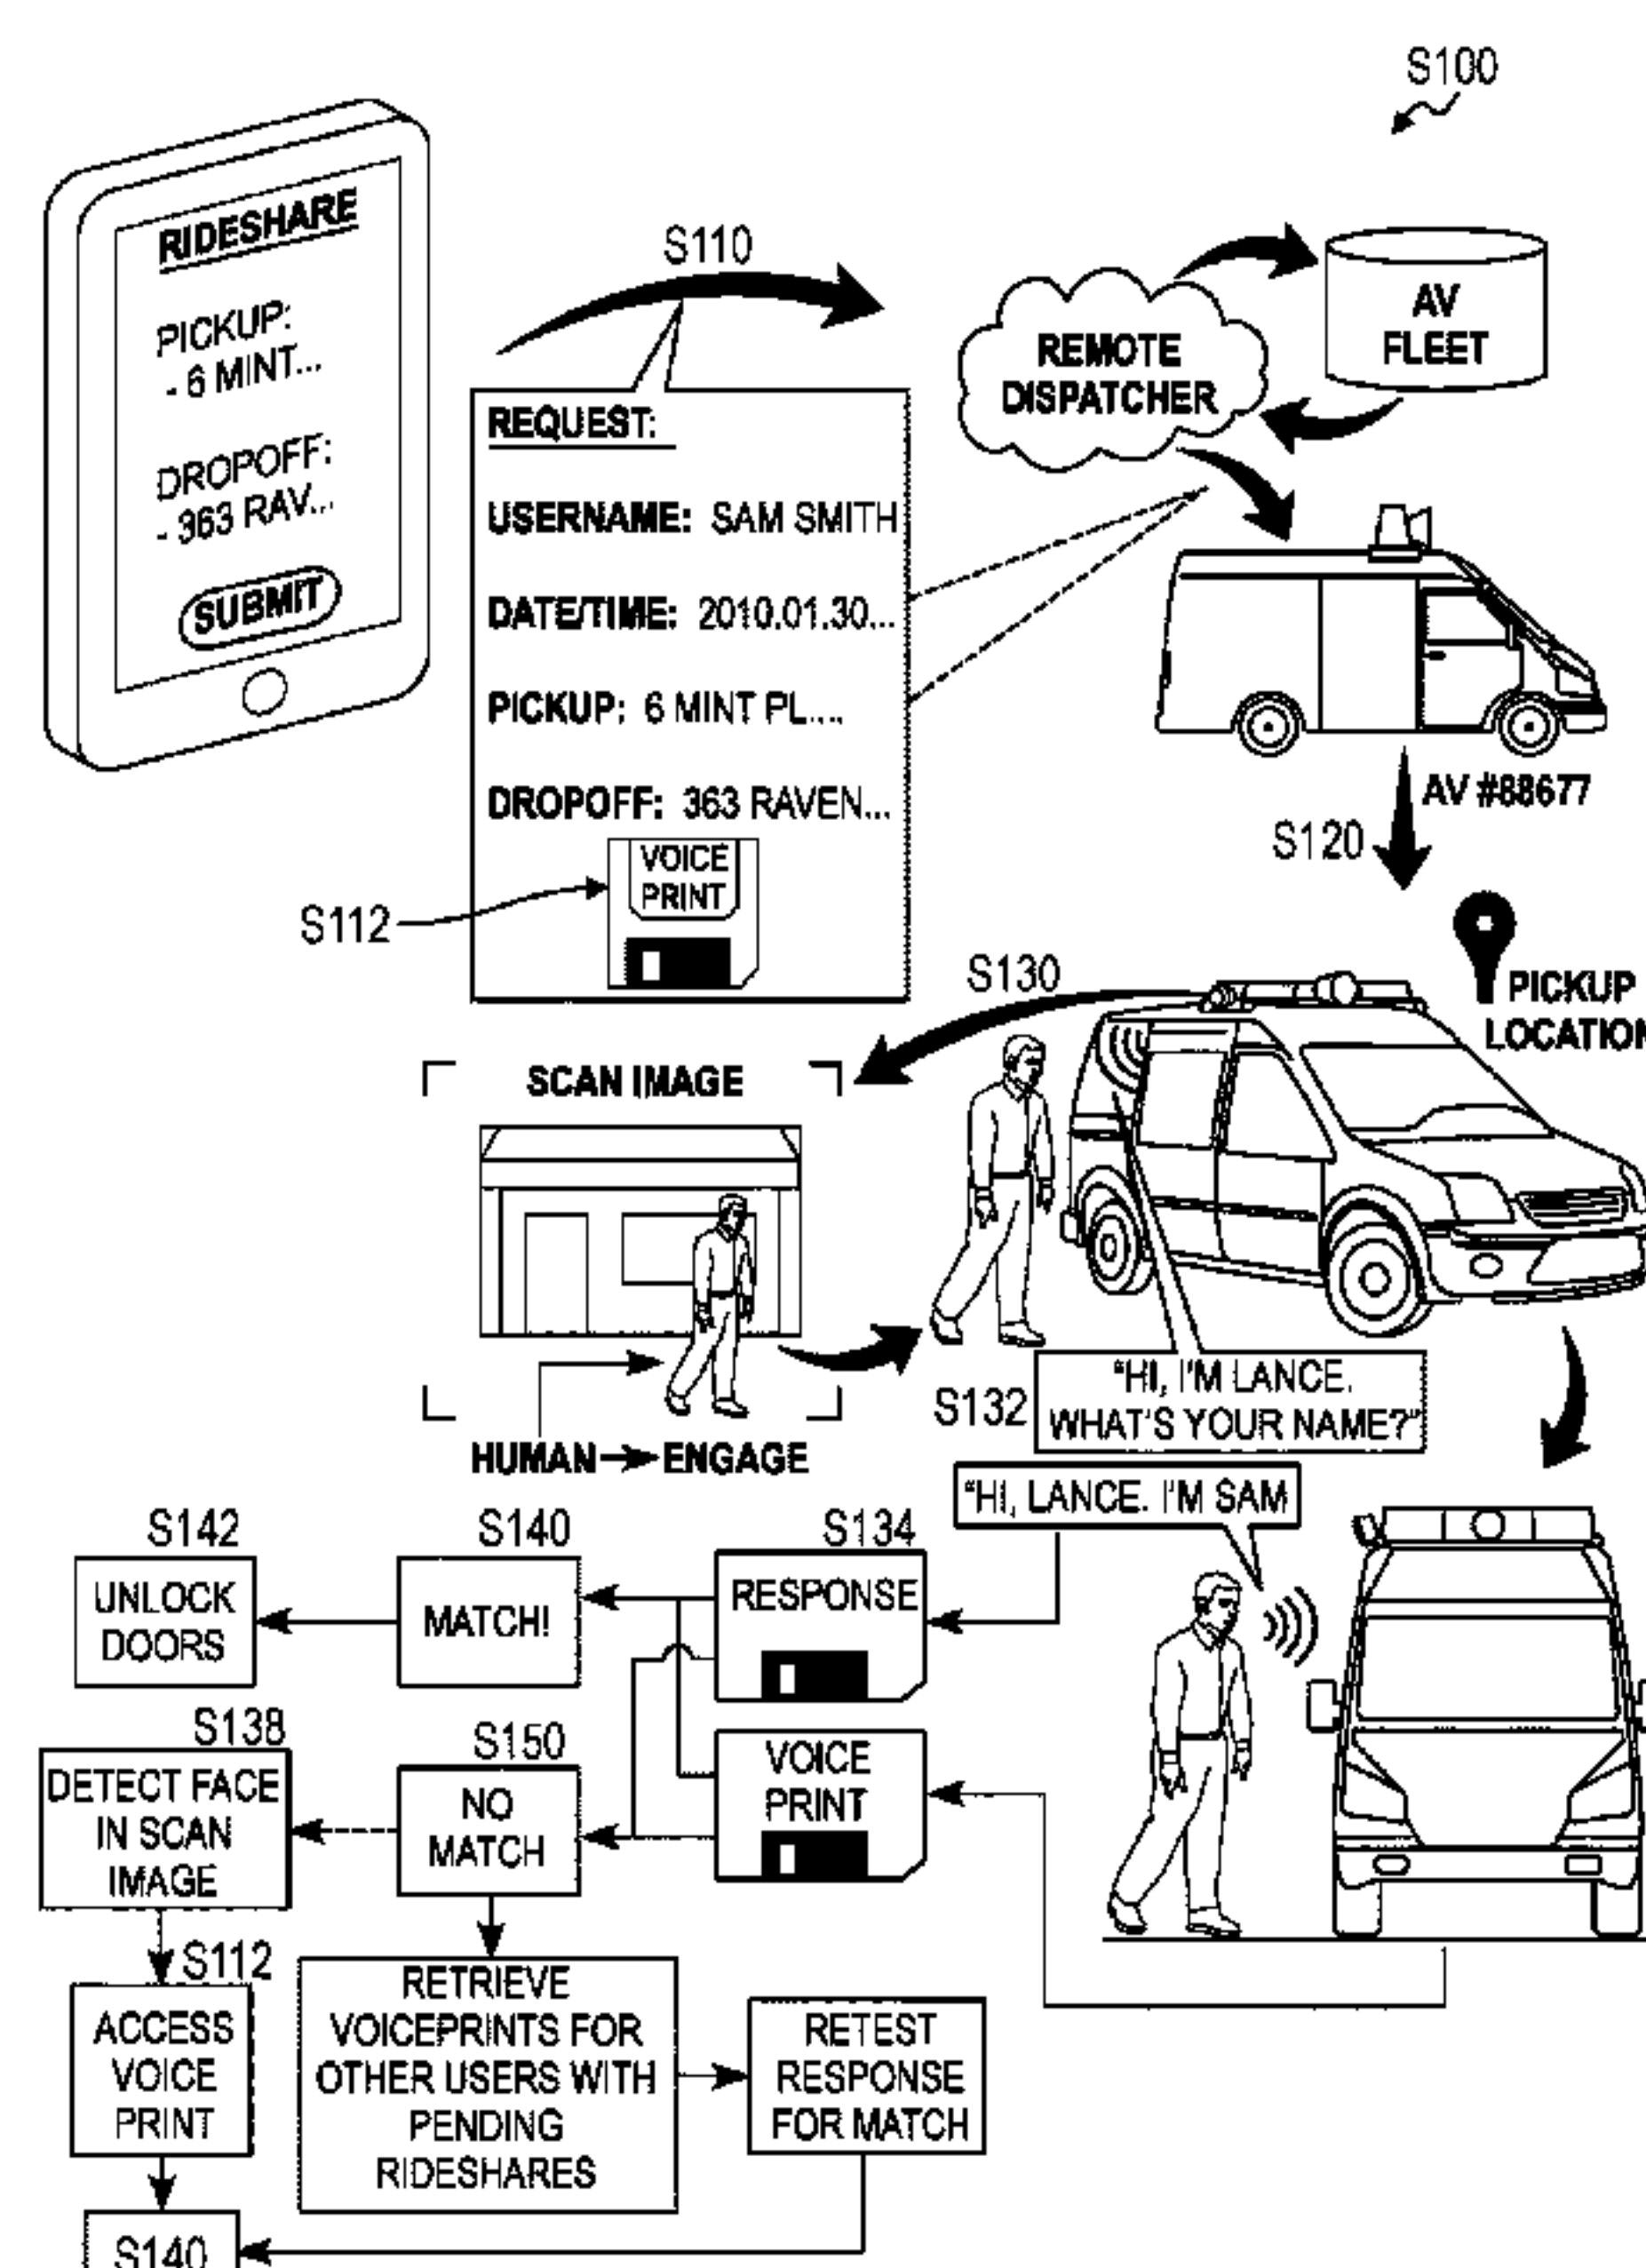 S100
RIDESHARE
PICKUP:
- 6 MINT...
DROPOFF:
- 363 RAV...
SUBMIT
S110
REQUEST:
USERNAME: SAM SMITH
DATE/TIME: 2010.01.30...
PICKUP: 6 MINT PL....
DROPOFF: 363 RAVEN...
VOICE
PRINT
S112
REMOTE
DISPATCHER
AV
FLEET
AV #88677
S120
PICKUP
LOCATION
S130
SCAN IMAGE
HUMAN → ENGAGE
S132
"HI, I'M LANCE.
WHAT'S YOUR NAME?"
"HI, LANCE. I'M SAM
S142
UNLOCK
DOORS
S140
MATCH!
S134
RESPONSE
VOICE
PRINT
S138
DETECT FACE
IN SCAN
IMAGE
S150
NO
MATCH
S112
ACCESS
VOICE
PRINT
RETRIEVE
VOICEPRINTS FOR
OTHER USERS WITH
PENDING
RIDESHARES
RETEST
RESPONSE
FOR MATCH
S140